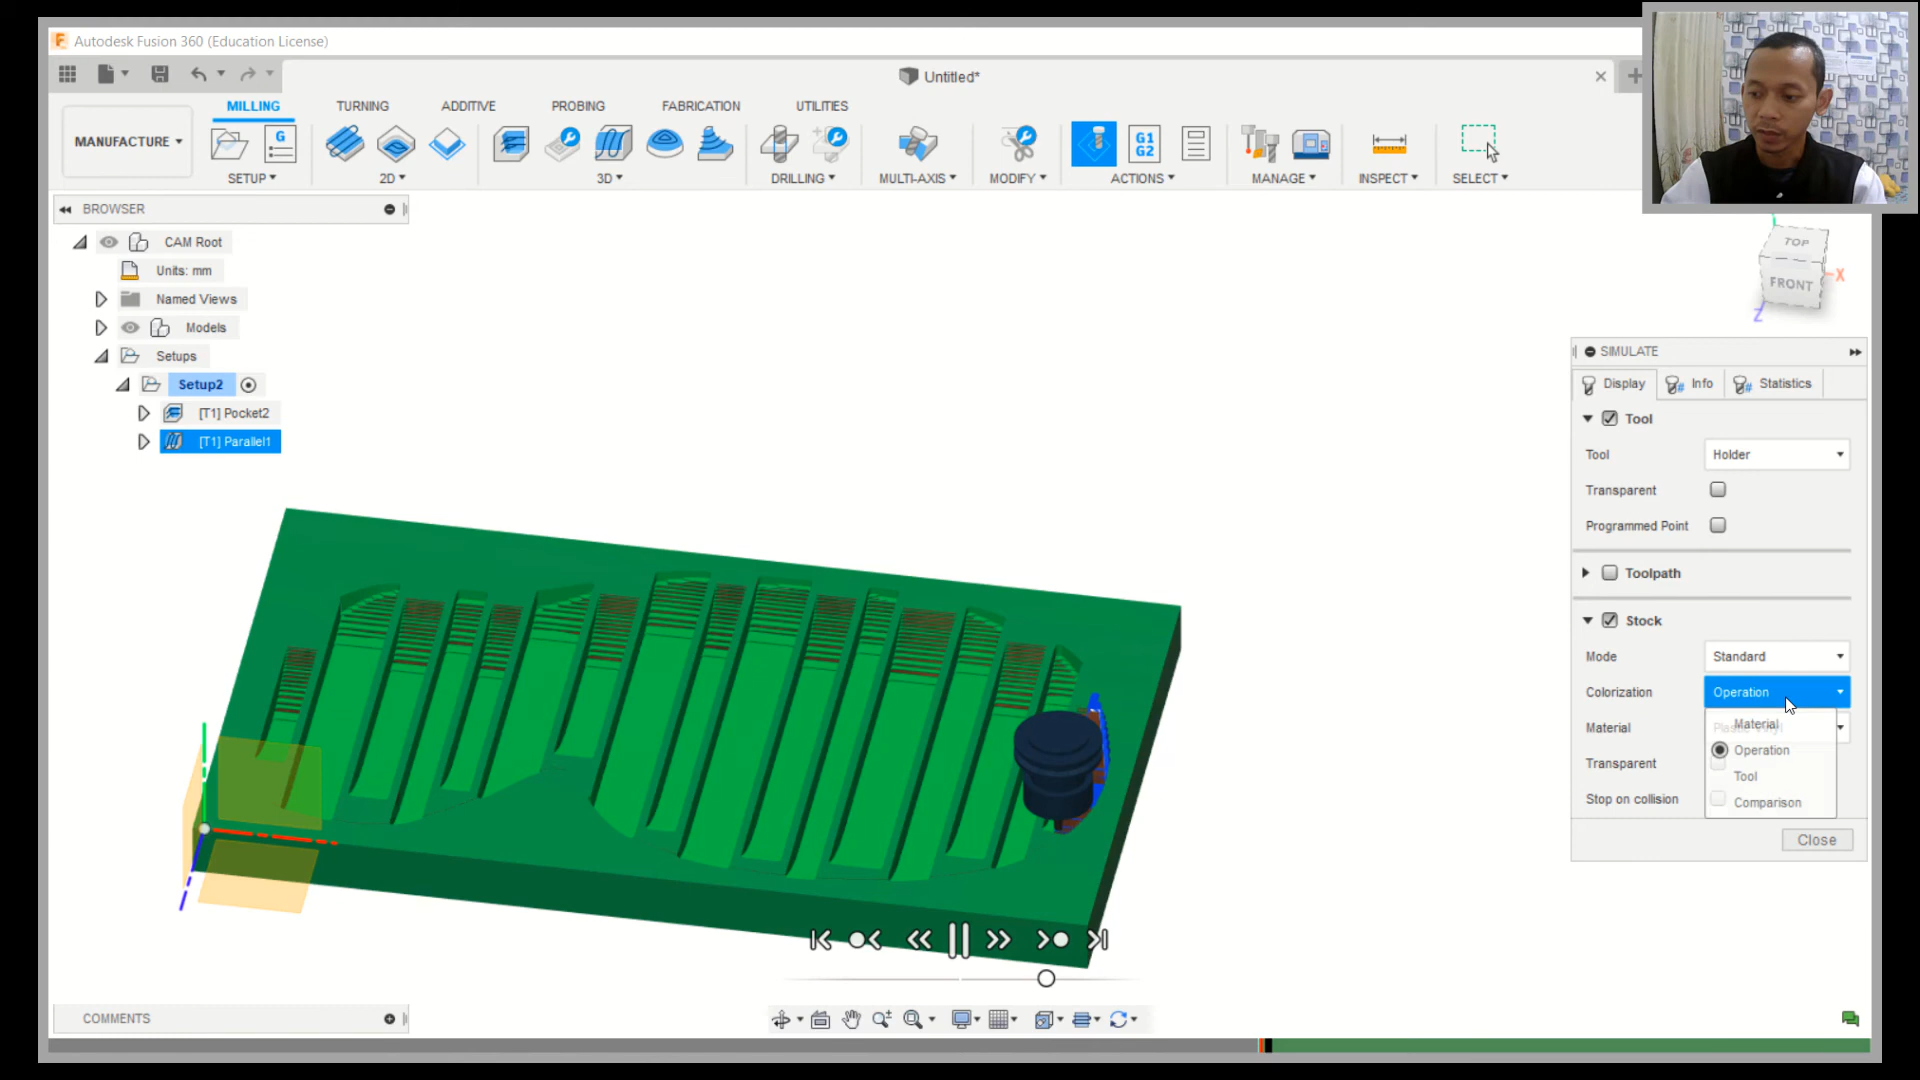 Autodesk Fusion 360 (Education License)
Untitled*
MILLING
TURNING
ADDITIVE
PROBING
FABRICATION
UTILITIES
MANUFACTURE
G
G1
G2
SETUP
2D
3D
DRILLING
MULTI-AXIS
MODIFY
ACTIONS
MANAGE
INSPECT
SELECT
BROWSER
CAM Root
Units: mm
Named Views
Models
Setups
Setup2
[T1] Pocket2
[T1] Parallel1
TOP
FRONT
X
Z
SIMULATE
Display
Info
Statistics
Tool
Tool
Holder
Transparent
Programmed Point
Toolpath
Stock
Mode
Standard
Colorization
Operation
Material
Material
Operation
Transparent
Tool
Stop on collision
Comparison
Close
COMMENTS